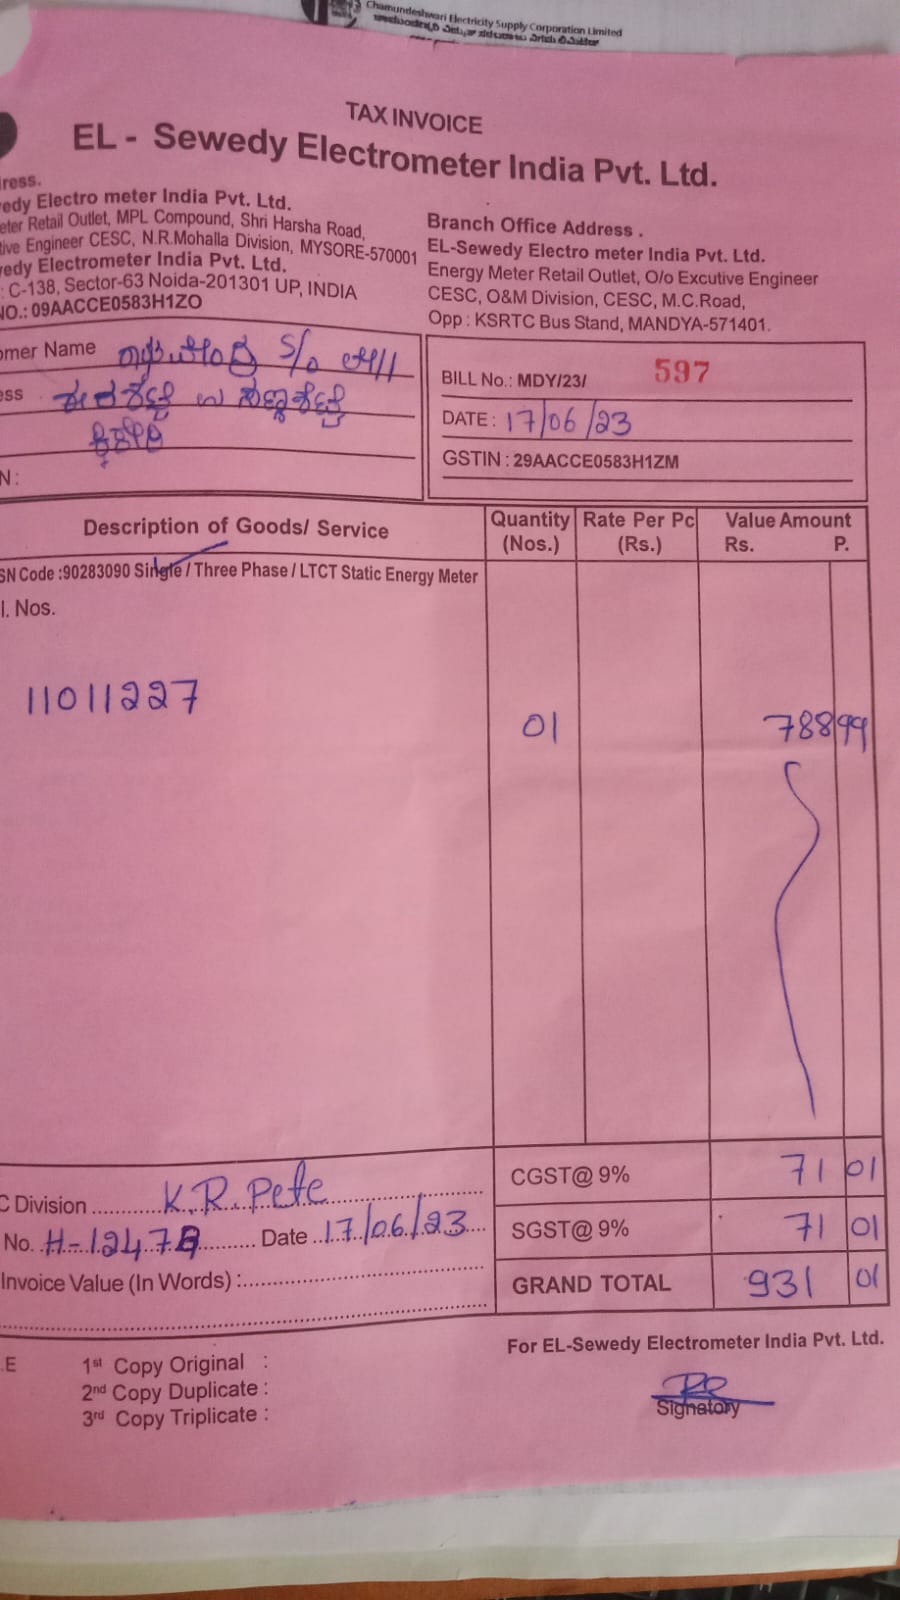 Chamundeshwari Electricity Supply Corporation Limited
TAX INVOICE
EL - Sewedy Electrometer India Pvt. Ltd.
ress.
edy Electro meter India Pvt. Ltd.
eter Retail Outlet, MPL Compound, Shri Harsha Road,
tive Engineer CESC, N.R.Mohalla Division, MYSORE-570001
edy Electrometer India Pvt. Ltd.
: C-138, Sector-63 Noida-201301 UP, INDIA
NO.: 09AACCE0583H1ZO
Branch Office Address .
EL-Sewedy Electro meter India Pvt. Ltd.
Energy Meter Retail Outlet, O/o Excutive Engineer
CESC, O&M Division, CESC, M.C.Road,
Opp : KSRTC Bus Stand, MANDYA-571401.
omer Name S/o
ess
N :
BILL No.: MDY/23/ 597
DATE : 17/06/23
GSTIN : 29AACCE0583H1ZM
Description of Goods/ Service Quantity (Nos.) Rate Per Pc (Rs.) Value Amount Rs. P.
SN Code :90283090 Single / Three Phase / LTCT Static Energy Meter
l. Nos.
11011227 01 788 99
CGST@ 9% 71 01
SGST@ 9% 71 01
GRAND TOTAL 931 01
C Division K.R.Pete
No. Date 17/06/23
Invoice Value (In Words) :
For EL-Sewedy Electrometer India Pvt. Ltd.
.E 1st Copy Original :
2nd Copy Duplicate :
3rd Copy Triplicate :
Signatory